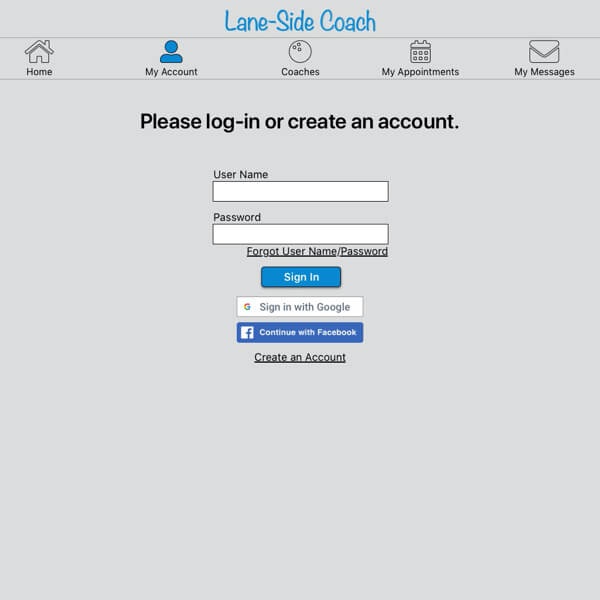 Lane-Side Coach
Home
My Account
Coaches
My Appointments
My Messages
Please log-in or create an account.
User Name
Password
Forgot User Name/Password
Sign In
Sign in with Google
Continue with Facebook
Create an Account